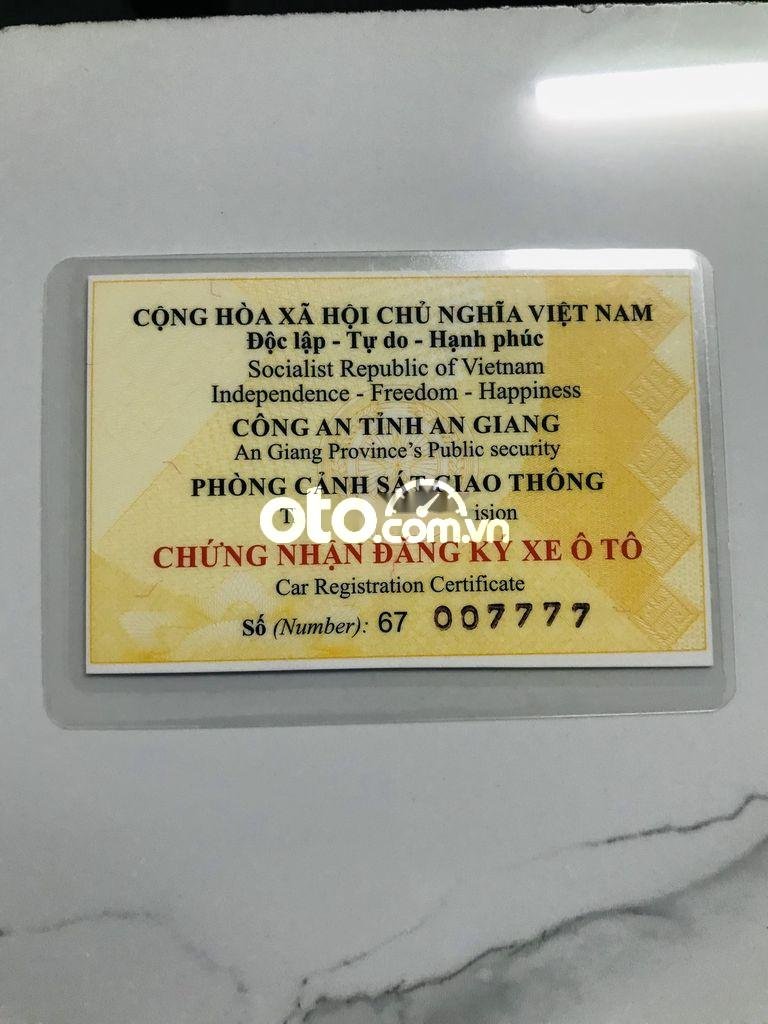 CỘNG HÒA XÃ HỘI CHỦ NGHĨA VIỆT NAM
Độc lập - Tự do - Hạnh phúc
Socialist Republic of Vietnam
Independence - Freedom - Happiness
CÔNG AN TỈNH AN GIANG
An Giang Province's Public security
PHÒNG CẢNH SÁT GIAO THÔNG
oto.com.vn
CHỨNG NHẬN ĐĂNG KÝ XE Ô TÔ
Car Registration Certificate
Số (Number): 67 007777